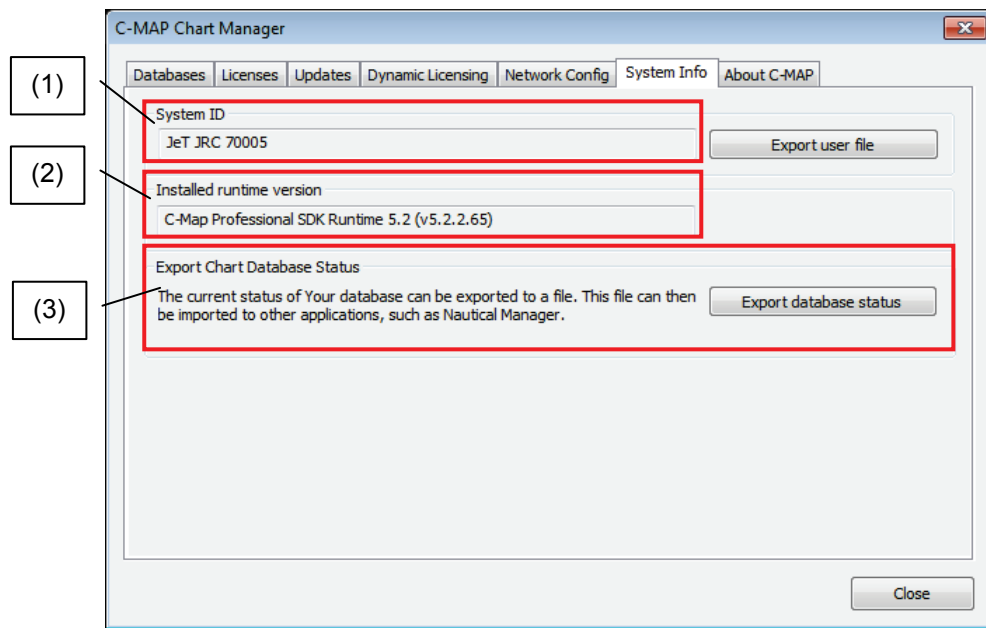 C-MAP Chart Manager
Databases Licenses Updates Dynamic Licensing Network Config System Info About C-MAP
(1)
System ID
JeT JRC 70005
Export user file
(2)
Installed runtime version
C-Map Professional SDK Runtime 5.2 (v5.2.2.65)
(3)
Export Chart Database Status
The current status of Your database can be exported to a file. This file can then
be imported to other applications, such as Nautical Manager.
Export database status
Close